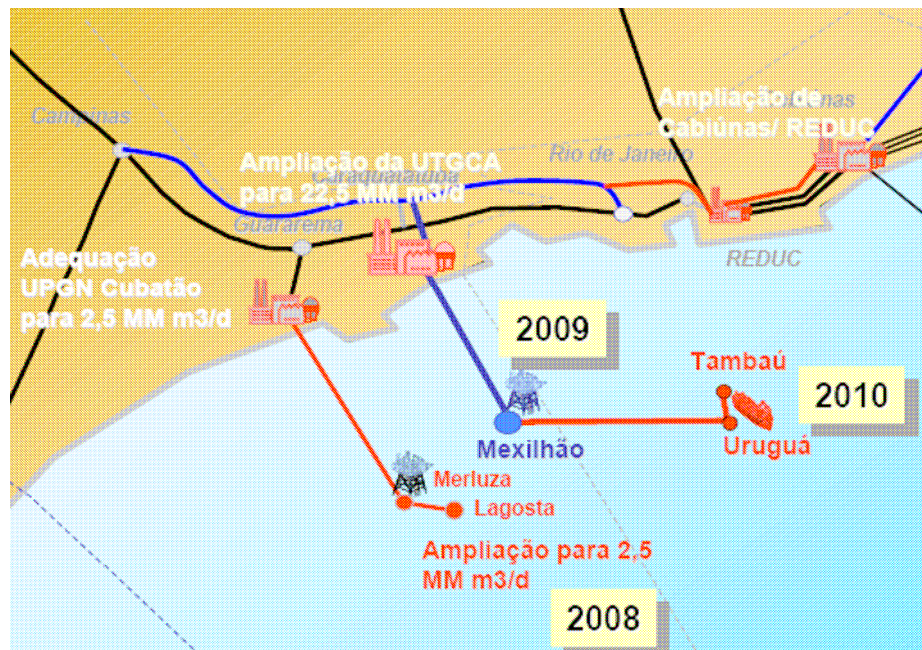 Campinas
Ampliação de
Cabiúnas/ REDUC
Ampliação da UTGCA
para 22,5 MM m3/d
Rio de Janeiro
Caraguatatuba
Guararema
Adequação
UPGN Cubatão
para 2,5 MM m3/d
REDUC
2009
Tambaú
2010
Uruguá
Mexilhão
Merluza
Lagosta
Ampliação para 2,5
MM m3/d
2008